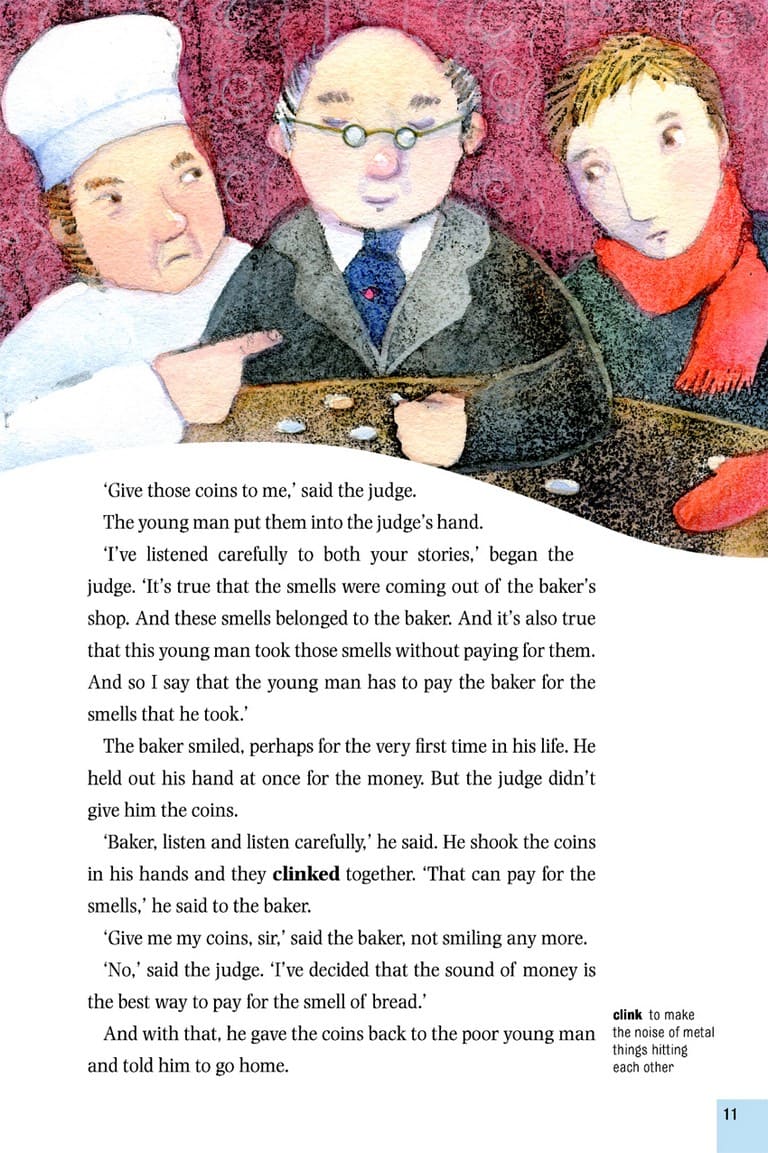 ‘Give those coins to me,’ said the judge.
The young man put them into the judge’s hand.
‘I’ve listened carefully to both your stories,’ began the
judge. ‘It’s true that the smells were coming out of the baker’s
shop. And these smells belonged to the baker. And it’s also true
that this young man took those smells without paying for them.
And so I say that the young man has to pay the baker for the
smells that he took.’
The baker smiled, perhaps for the very first time in his life. He
held out his hand at once for the money. But the judge didn’t
give him the coins.
‘Baker, listen and listen carefully,’ he said. He shook the coins
in his hands and they clinked together. ‘That can pay for the
smells,’ he said to the baker.
‘Give me my coins, sir,’ said the baker, not smiling any more.
‘No,’ said the judge. ‘I’ve decided that the sound of money is
the best way to pay for the smell of bread.’
And with that, he gave the coins back to the poor young man
and told him to go home.
clink to make
the noise of metal
things hitting
each other
11